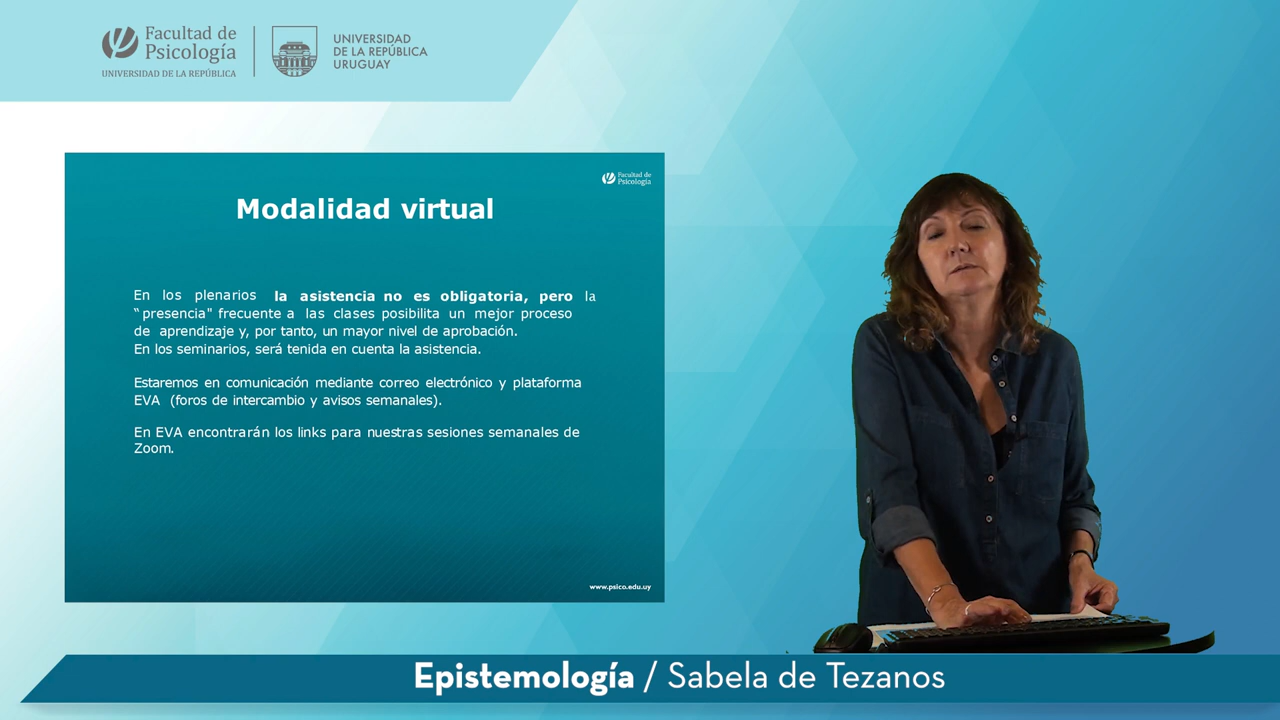 Facultad de
Psicología
UNIVERSIDAD DE LA REPÚBLICA
UNIVERSIDAD
DE LA REPÚBLICA
URUGUAY
Facultad de
Psicología
Modalidad virtual
En los plenarios la asistencia no es obligatoria, pero la
“presencia" frecuente a las clases posibilita un mejor proceso
de aprendizaje y, por tanto, un mayor nivel de aprobación.
En los seminarios, será tenida en cuenta la asistencia.
Estaremos en comunicación mediante correo electrónico y plataforma
EVA (foros de intercambio y avisos semanales).
En EVA encontrarán los links para nuestras sesiones semanales de
Zoom.
www.psico.edu.uy
Epistemología / Sabela de Tezanos